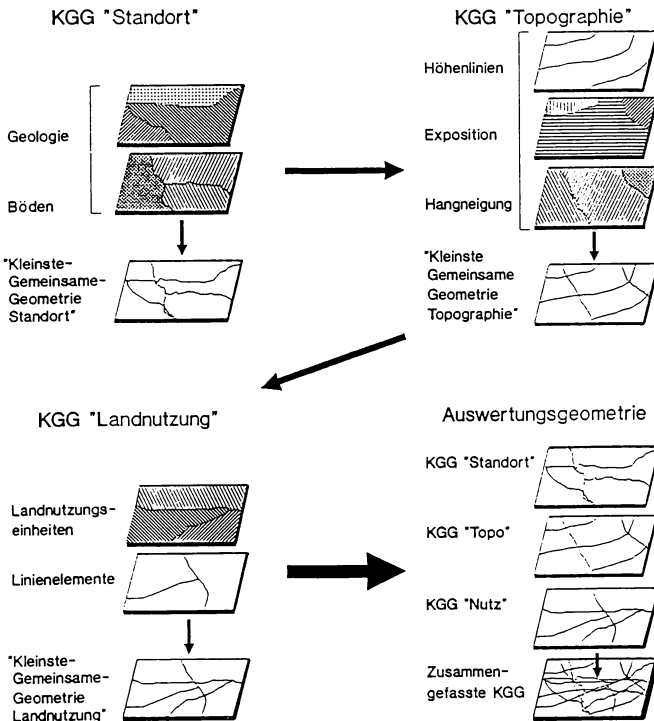 KGG "Standort"
Geologie
Böden
"Kleinste-
Gemeinsame-
Geometrie
Standort"
KGG "Topographie"
Höhenlinien
Exposition
Hangneigung
"Kleinste
Gemeinsame
Geometrie
Topographie"
KGG "Landnutzung"
Landnutzungs-
einheiten
Linienelemente
"Kleinste-
Gemeinsame-
Geometrie
Landnutzung"
Auswertungsgeometrie
KGG "Standort"
KGG "Topo"
KGG "Nutz"
Zusammen-
gefasste KGG